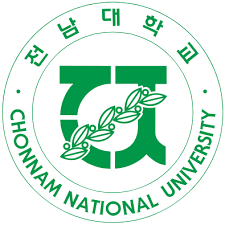 전남대학교
CHONNAM NATIONAL UNIVERSITY